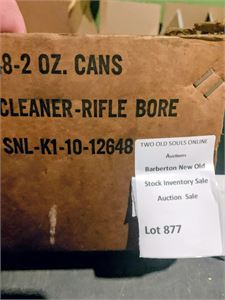 48-2 OZ. CANS
CLEANER-RIFLE BORE
SNL-K1-10-12648
TWO OLD SOULS ONLINE
Auctions
Barberton New Old
Stock Inventory Sale
Auction Sale
Lot 877